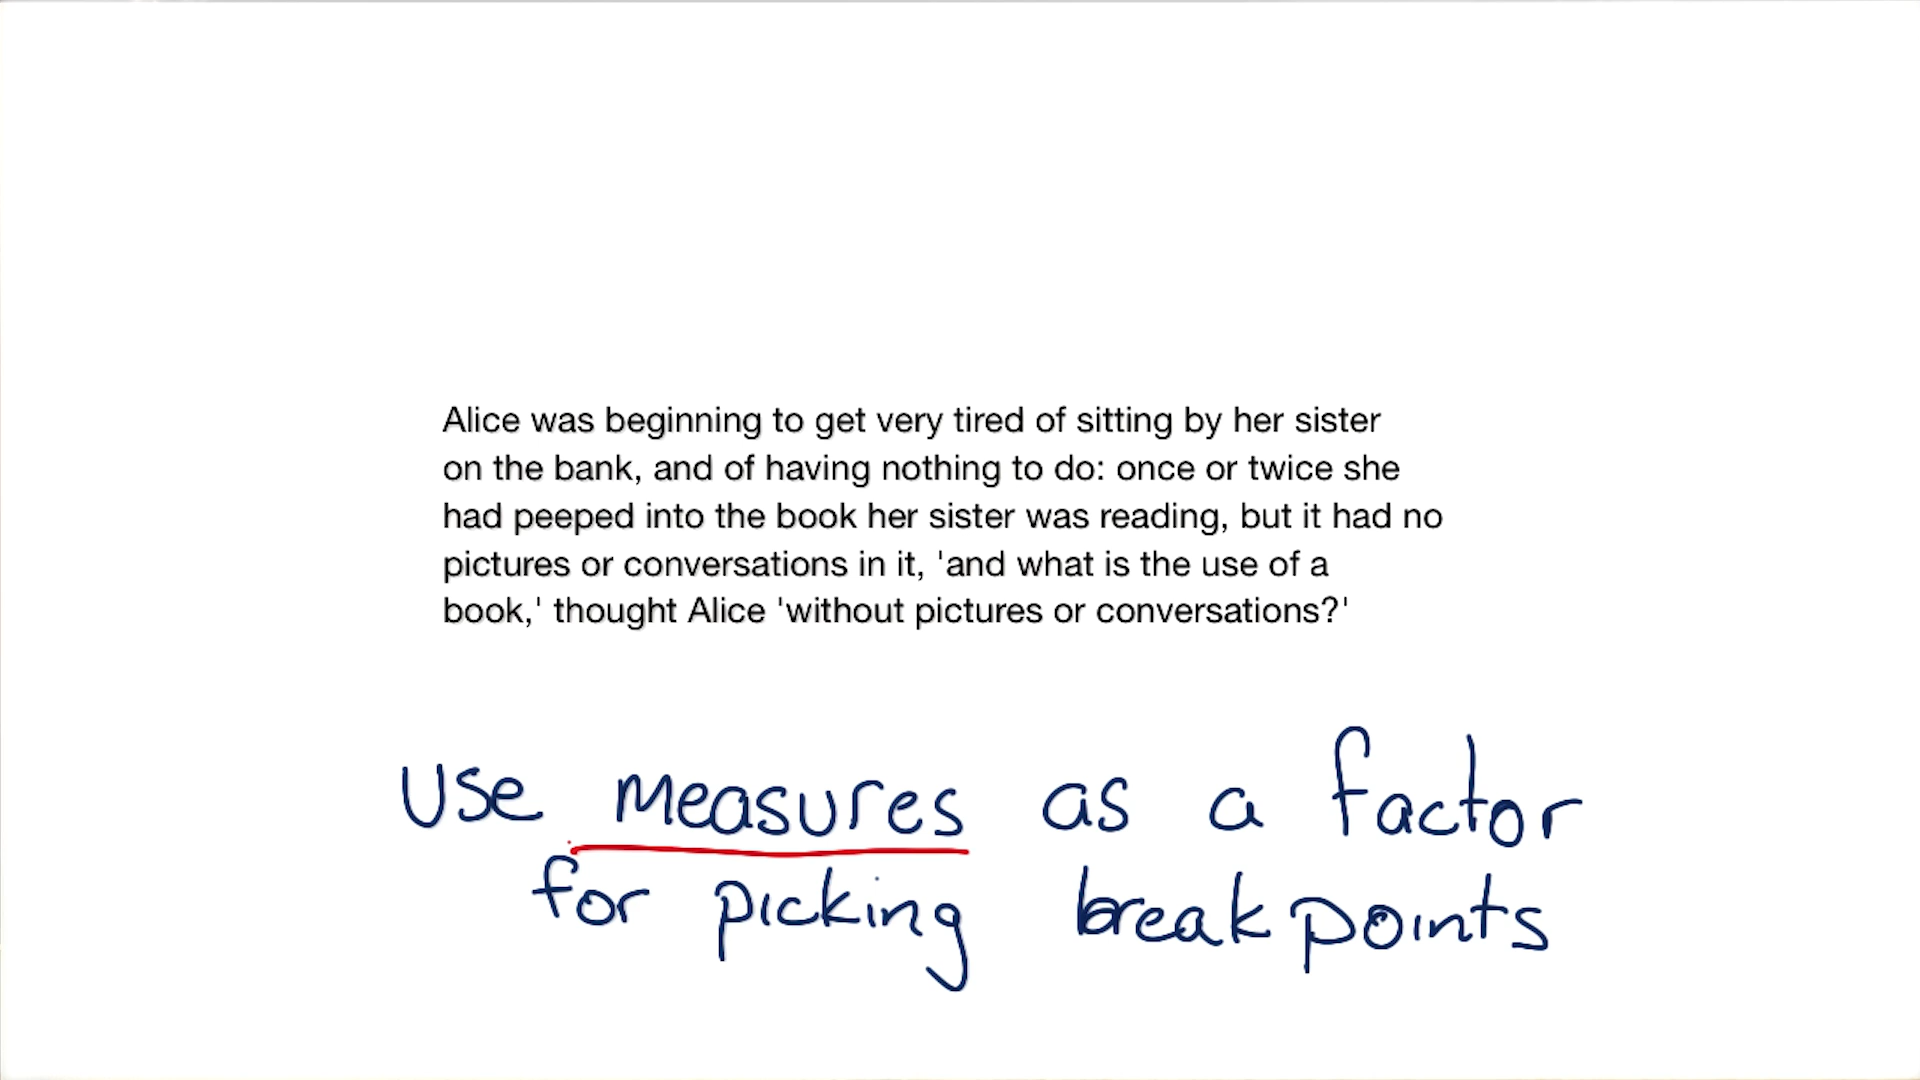 Alice was beginning to get very tired of sitting by her sister
on the bank, and of having nothing to do: once or twice she
had peeped into the book her sister was reading, but it had no
pictures or conversations in it, 'and what is the use of a
book,' thought Alice 'without pictures or conversations?'
Use measures as a factor
for picking breakpoints